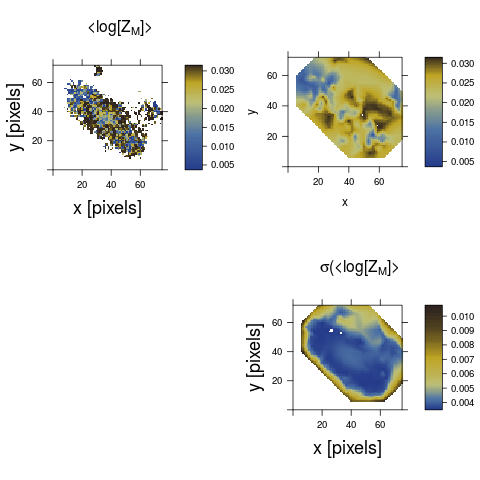 <log[Z_M]>
60
40
20
20 40 60
y [pixels]
x [pixels]
0.030
0.025
0.020
0.015
0.010
0.005
60
40
20
20 40 60
y
x
0.030
0.025
0.020
0.015
0.010
0.005
σ(<log[Z_M]>
60
40
20
20 40 60
y [pixels]
x [pixels]
0.010
0.009
0.008
0.007
0.006
0.005
0.004